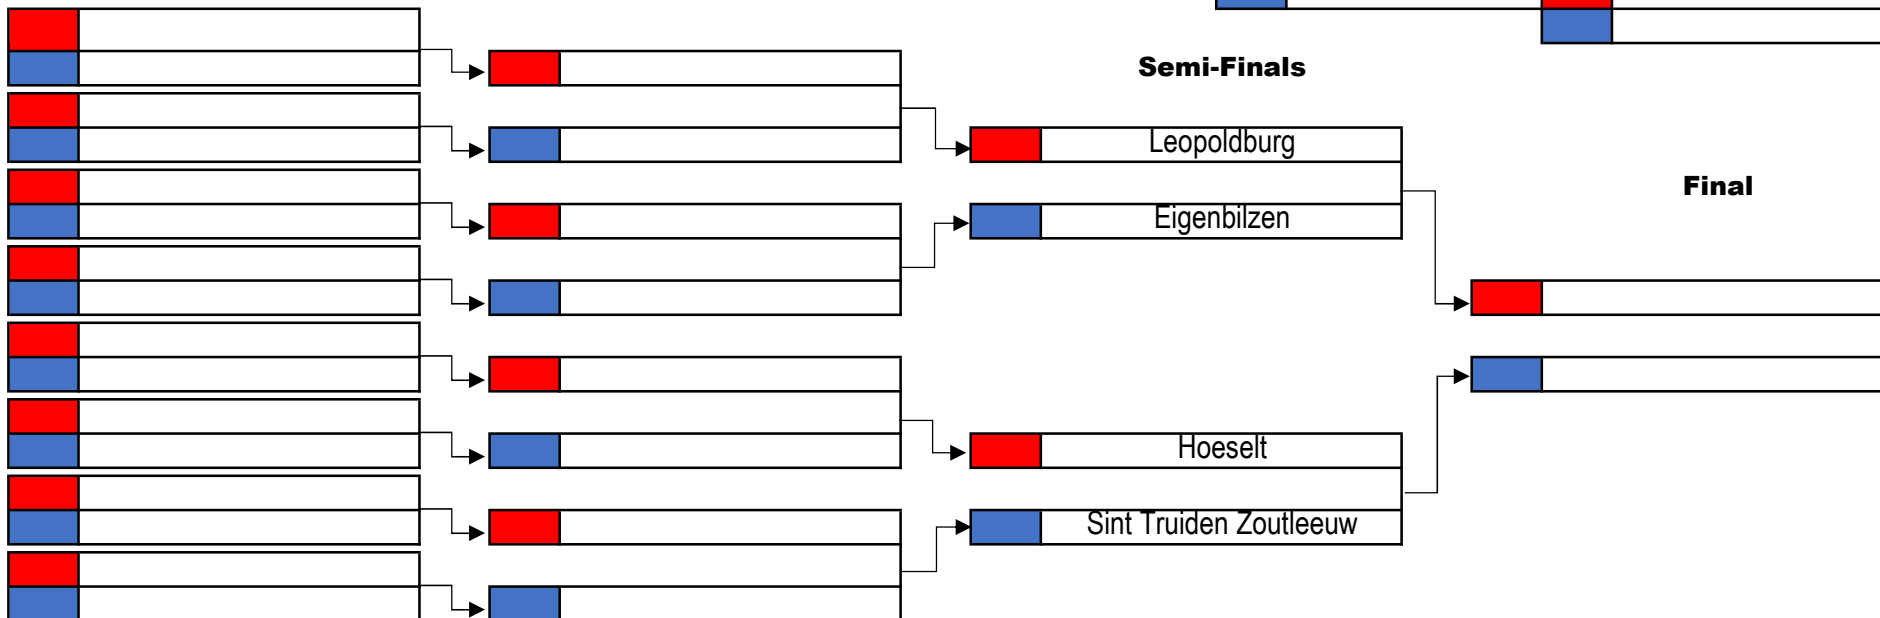 Semi-Finals
Leopoldburg
Final
Eigenbilzen
Hoeselt
Sint Truiden Zoutleeuw